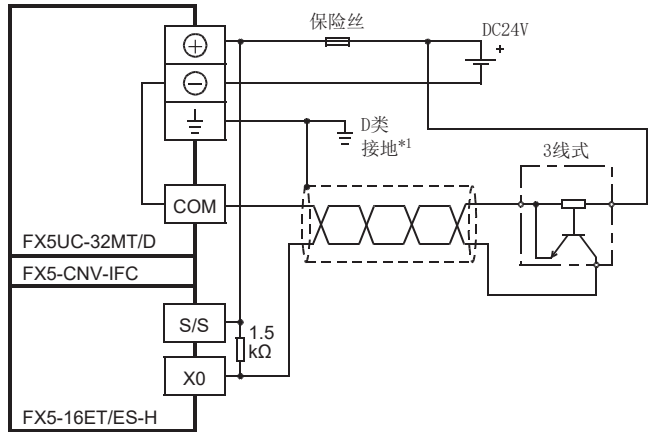 保险丝
DC24V
+
D类
接地*1
3线式
COM
FX5UC-32MT/D
FX5-CNV-IFC
S/S
1.5
kΩ
X0
FX5-16ET/ES-H